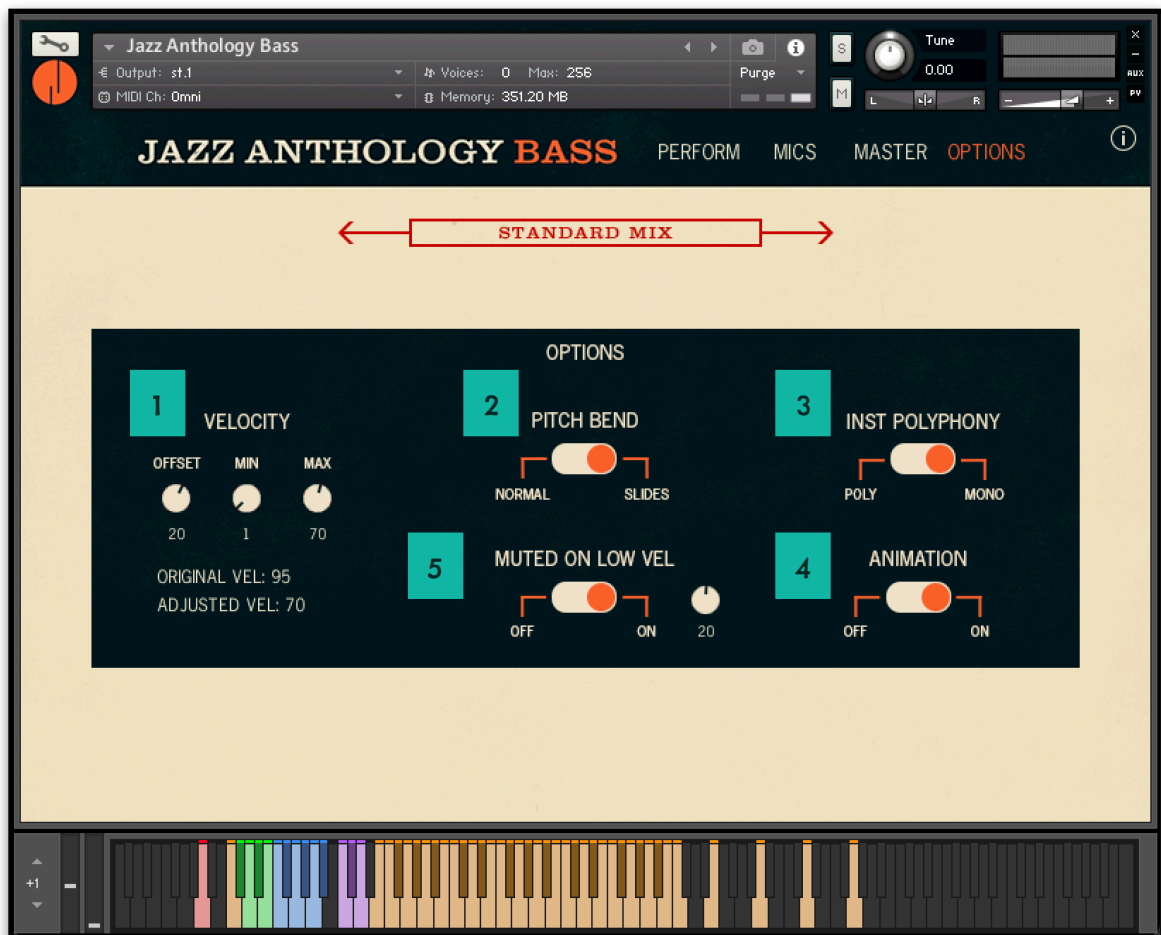 Jazz Anthology Bass
Output: st.1
Voices: 0 Max: 256
Purge
MIDI Ch: Omni
Memory: 351.20 MB
S
M
Tune
0.00
L R
- +
×
-
AUX
PV
JAZZ ANTHOLOGY BASS PERFORM MICS MASTER OPTIONS i
STANDARD MIX
OPTIONS
1 VELOCITY
OFFSET MIN MAX
20 1 70
ORIGINAL VEL: 95
ADJUSTED VEL: 70
2 PITCH BEND
NORMAL SLIDES
3 INST POLYPHONY
POLY MONO
5 MUTED ON LOW VEL
OFF ON 20
4 ANIMATION
OFF ON
+1